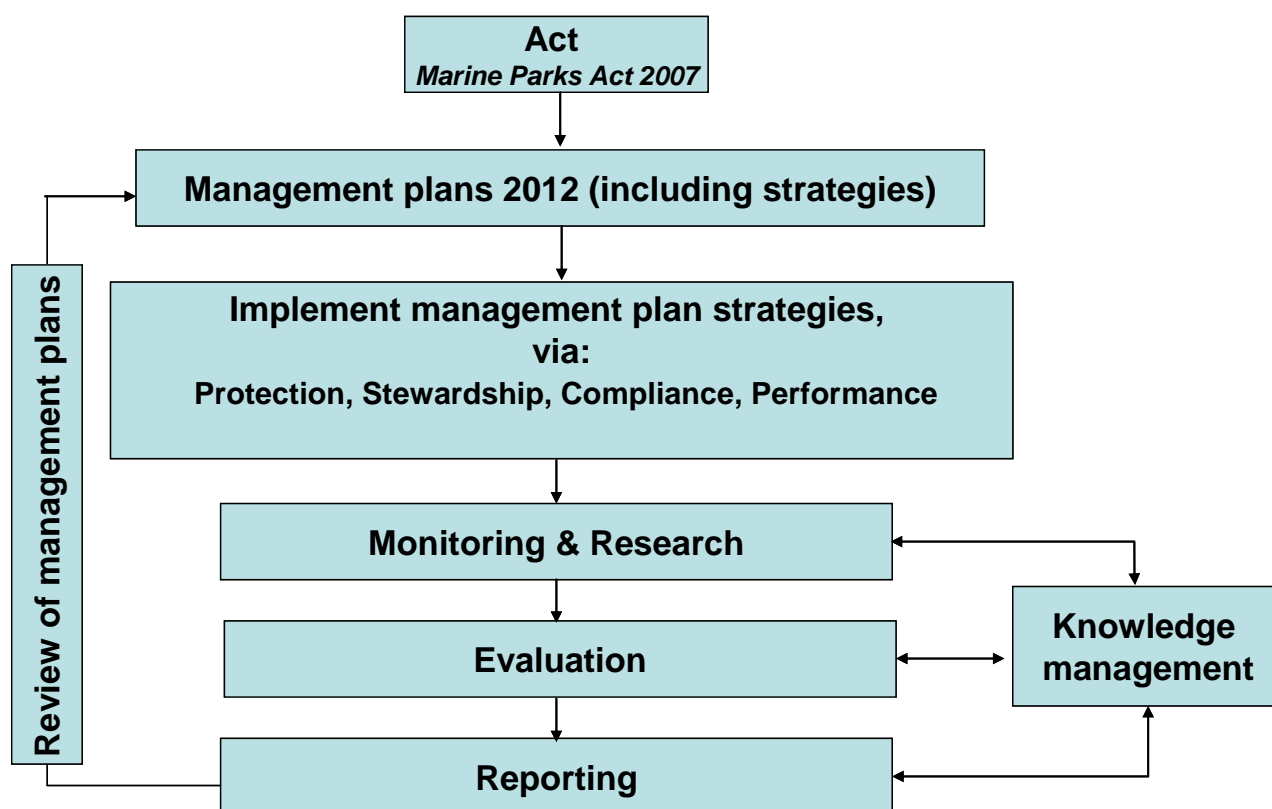 Act
Marine Parks Act 2007
Management plans 2012 (including strategies)
Implement management plan strategies,
via:
Protection, Stewardship, Compliance, Performance
Monitoring & Research
Evaluation
Reporting
Knowledge
management
Review of management plans